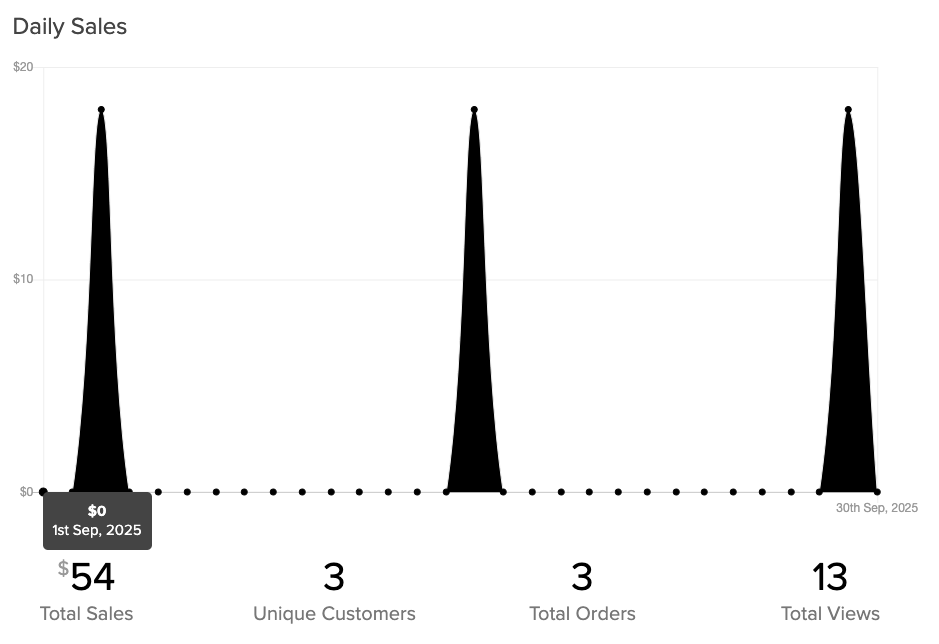 Daily Sales
$20
$10
$0
$0
1st Sep, 2025
30th Sep, 2025
$54
Total Sales
3
Unique Customers
3
Total Orders
13
Total Views